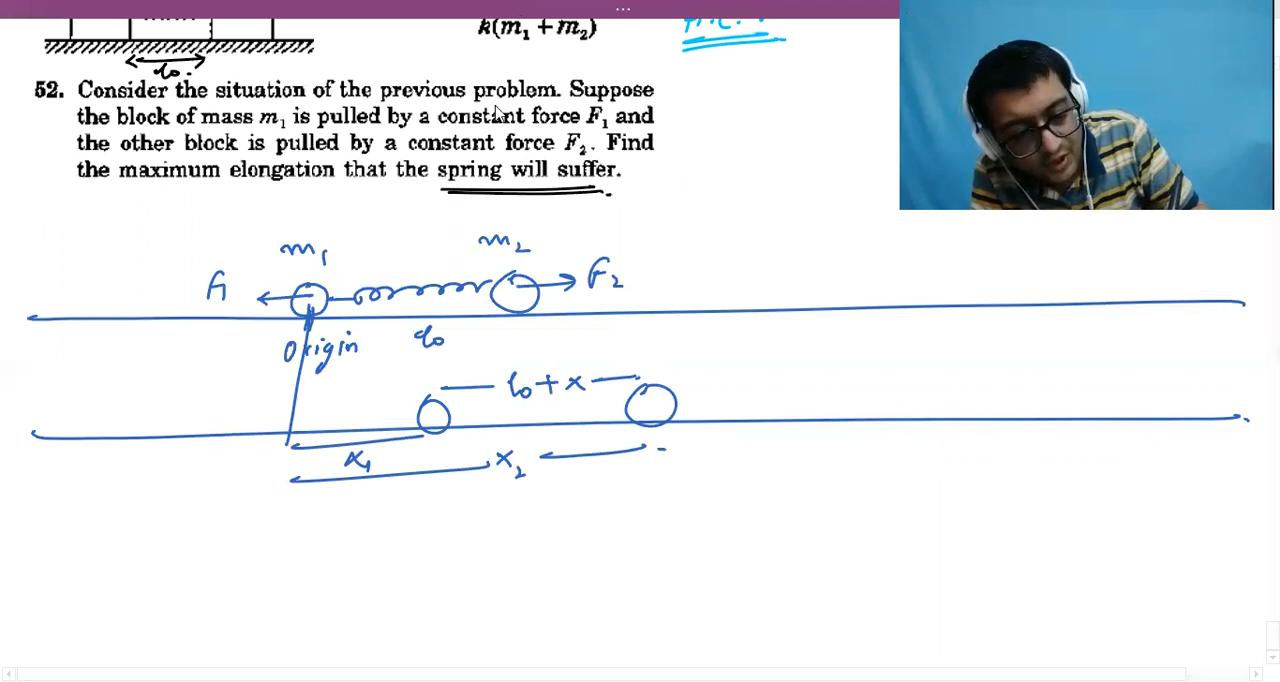 k(m₁ + m₂)
l₀.
52. Consider the situation of the previous problem. Suppose
the block of mass m₁ is pulled by a constant force F₁ and
the other block is pulled by a constant force F₂. Find
the maximum elongation that the spring will suffer.
m₁ m₂
F₁ F₂
origin l₀
l₀ + x
x₁ x₂